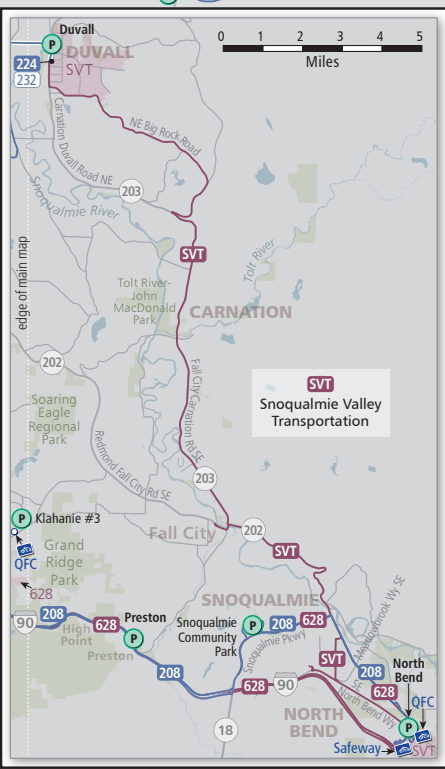 Duvall
P
DUVALL
224
SVT
232
0 1 2 3 4 5
Miles
NE Big Rock Road
Carnation Duvall Road NE
203
Snoqualmie River
edge of main map
SVT
Tolt River
Tolt River-
John
MacDonald
Park
CARNATION
202
Fall City Carnation Rd SE
SVT
Snoqualmie Valley
Transportation
Soaring
Eagle
Regional
Park
Redmond Fall City Rd SE
203
P
Klahanie #3
Fall City
202
QFC
Grand
Ridge
Park
SVT
628
SNOQUALMIE
Meadowbrook Wy SE
90
208
628
Preston
P
High
Point
Preston
Snoqualmie
Community
Park
P
208
628
Snoqualmie Pkwy
SVT
208
208
628
90
628
North
Bend
SE
North Bend Wy
QFC
P
18
NORTH
BEND
Safeway
SVT